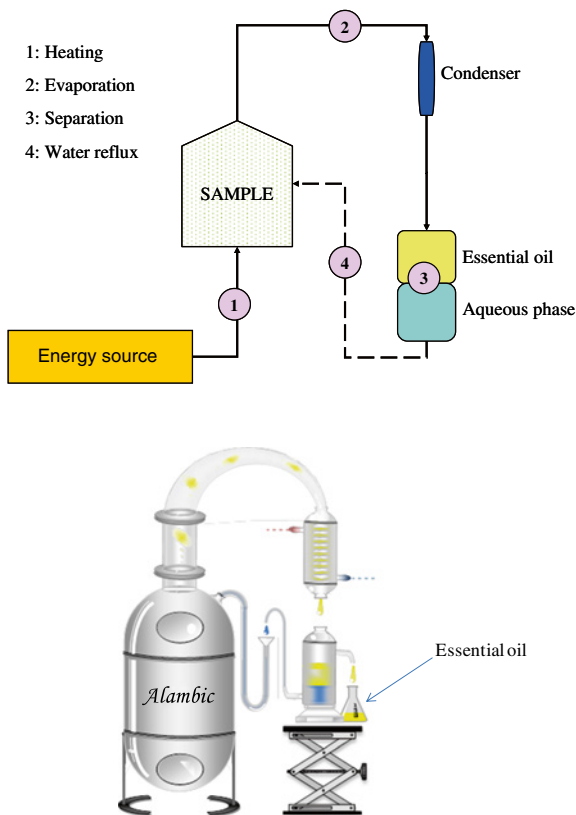 1: Heating
2: Evaporation
3: Separation
4: Water reflux
2
Condenser
SAMPLE
4
Essential oil
3
Aqueous phase
1
Energy source
Essential oil
Alambic